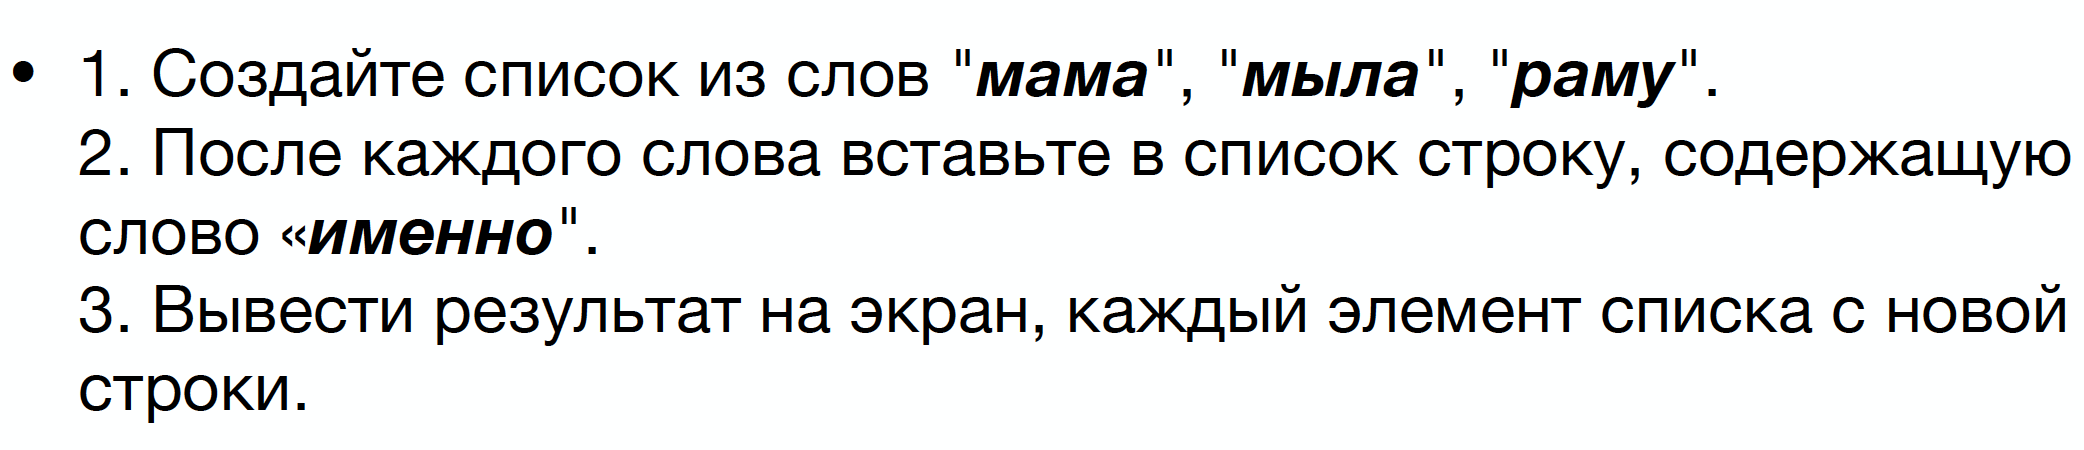 • 1. Создайте список из слов "мама", "мыла", "раму".
2. После каждого слова вставьте в список строку, содержащую
слово «именно".
3. Вывести результат на экран, каждый элемент списка с новой
строки.